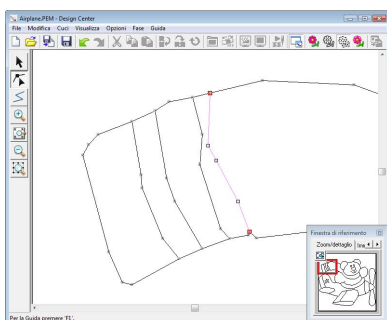 Airplane.PEM - Design Center
File Modifica Cuci Visualizza Opzioni Fase Guida
Finestra di riferimento
Zoom/dettaglio
Per la Guida premere 'F1'.